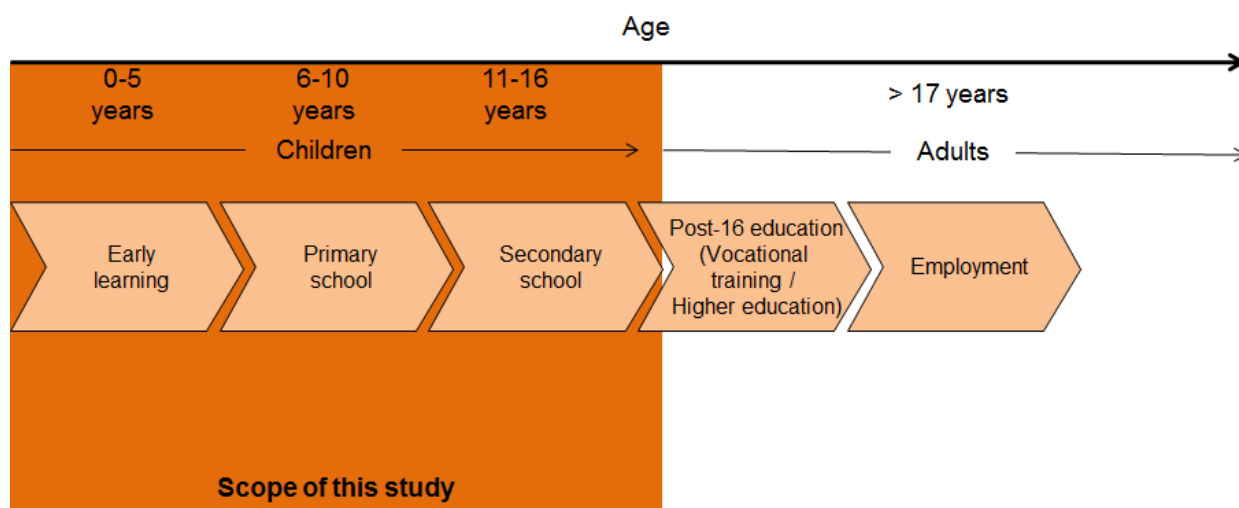 Age
0-5
years
6-10
years
11-16
years
> 17 years
Children
Adults
Early
learning
Primary
school
Secondary
school
Post-16 education
(Vocational
training /
Higher education)
Employment
Scope of this study